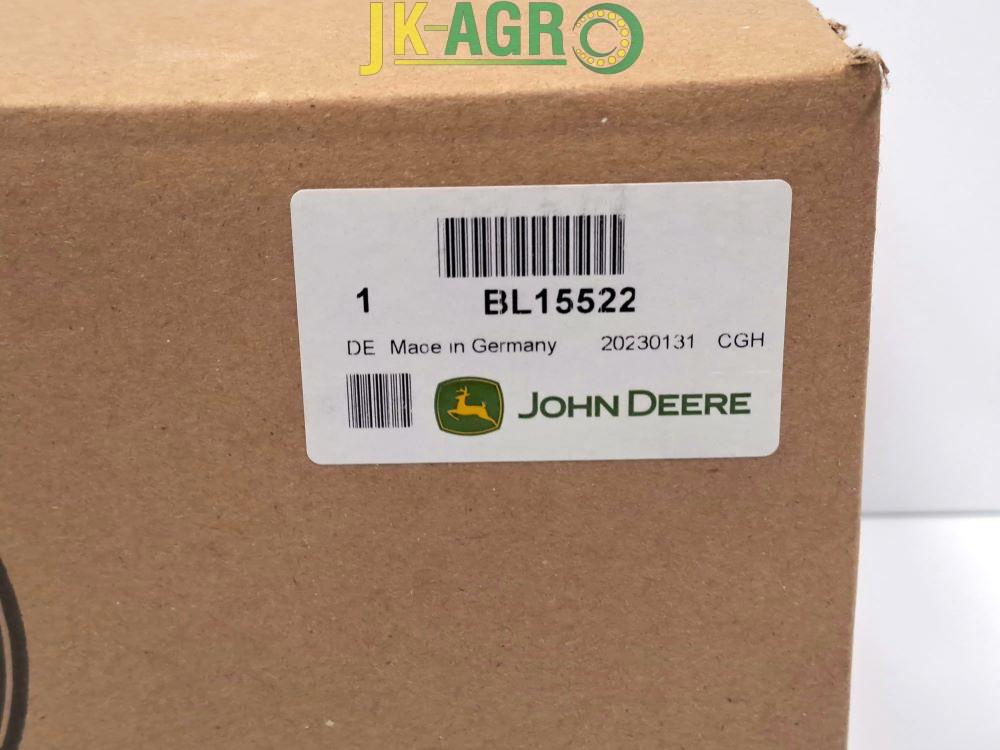 JK-AGRO
1 BL15522
DE Made in Germany 20230131 CGH
JOHN DEERE